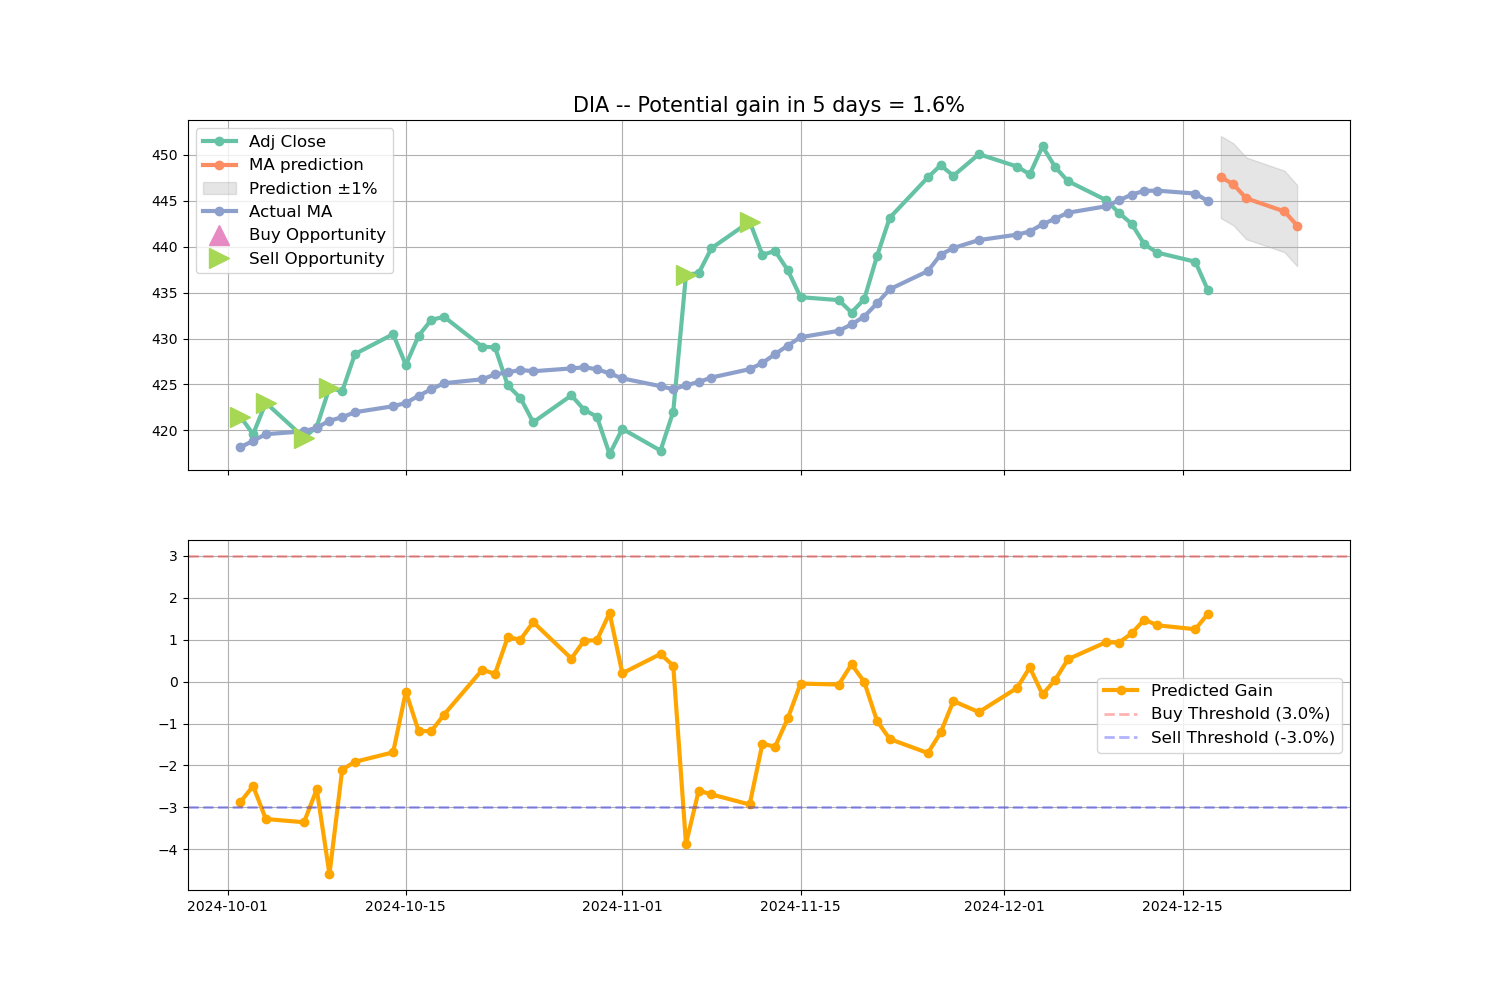 DIA -- Potential gain in 5 days = 1.6%
Adj Close
MA prediction
Prediction ±1%
Actual MA
Buy Opportunity
Sell Opportunity
450
445
440
435
430
425
420
3
2
1
0
−1
−2
−3
−4
Predicted Gain
Buy Threshold (3.0%)
Sell Threshold (-3.0%)
2024-10-01
2024-10-15
2024-11-01
2024-11-15
2024-12-01
2024-12-15